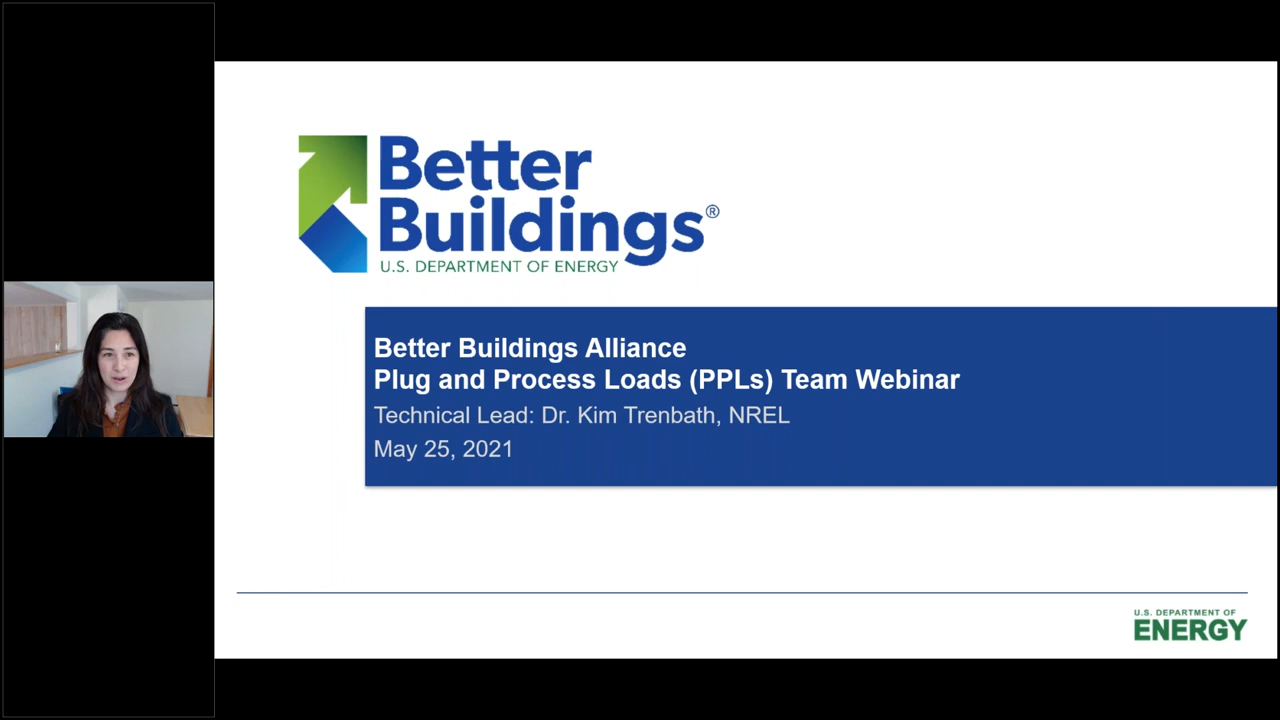 Better
Buildings®
U.S. DEPARTMENT OF ENERGY
Better Buildings Alliance
Plug and Process Loads (PPLs) Team Webinar
Technical Lead: Dr. Kim Trenbath, NREL
May 25, 2021
U.S. DEPARTMENT OF
ENERGY